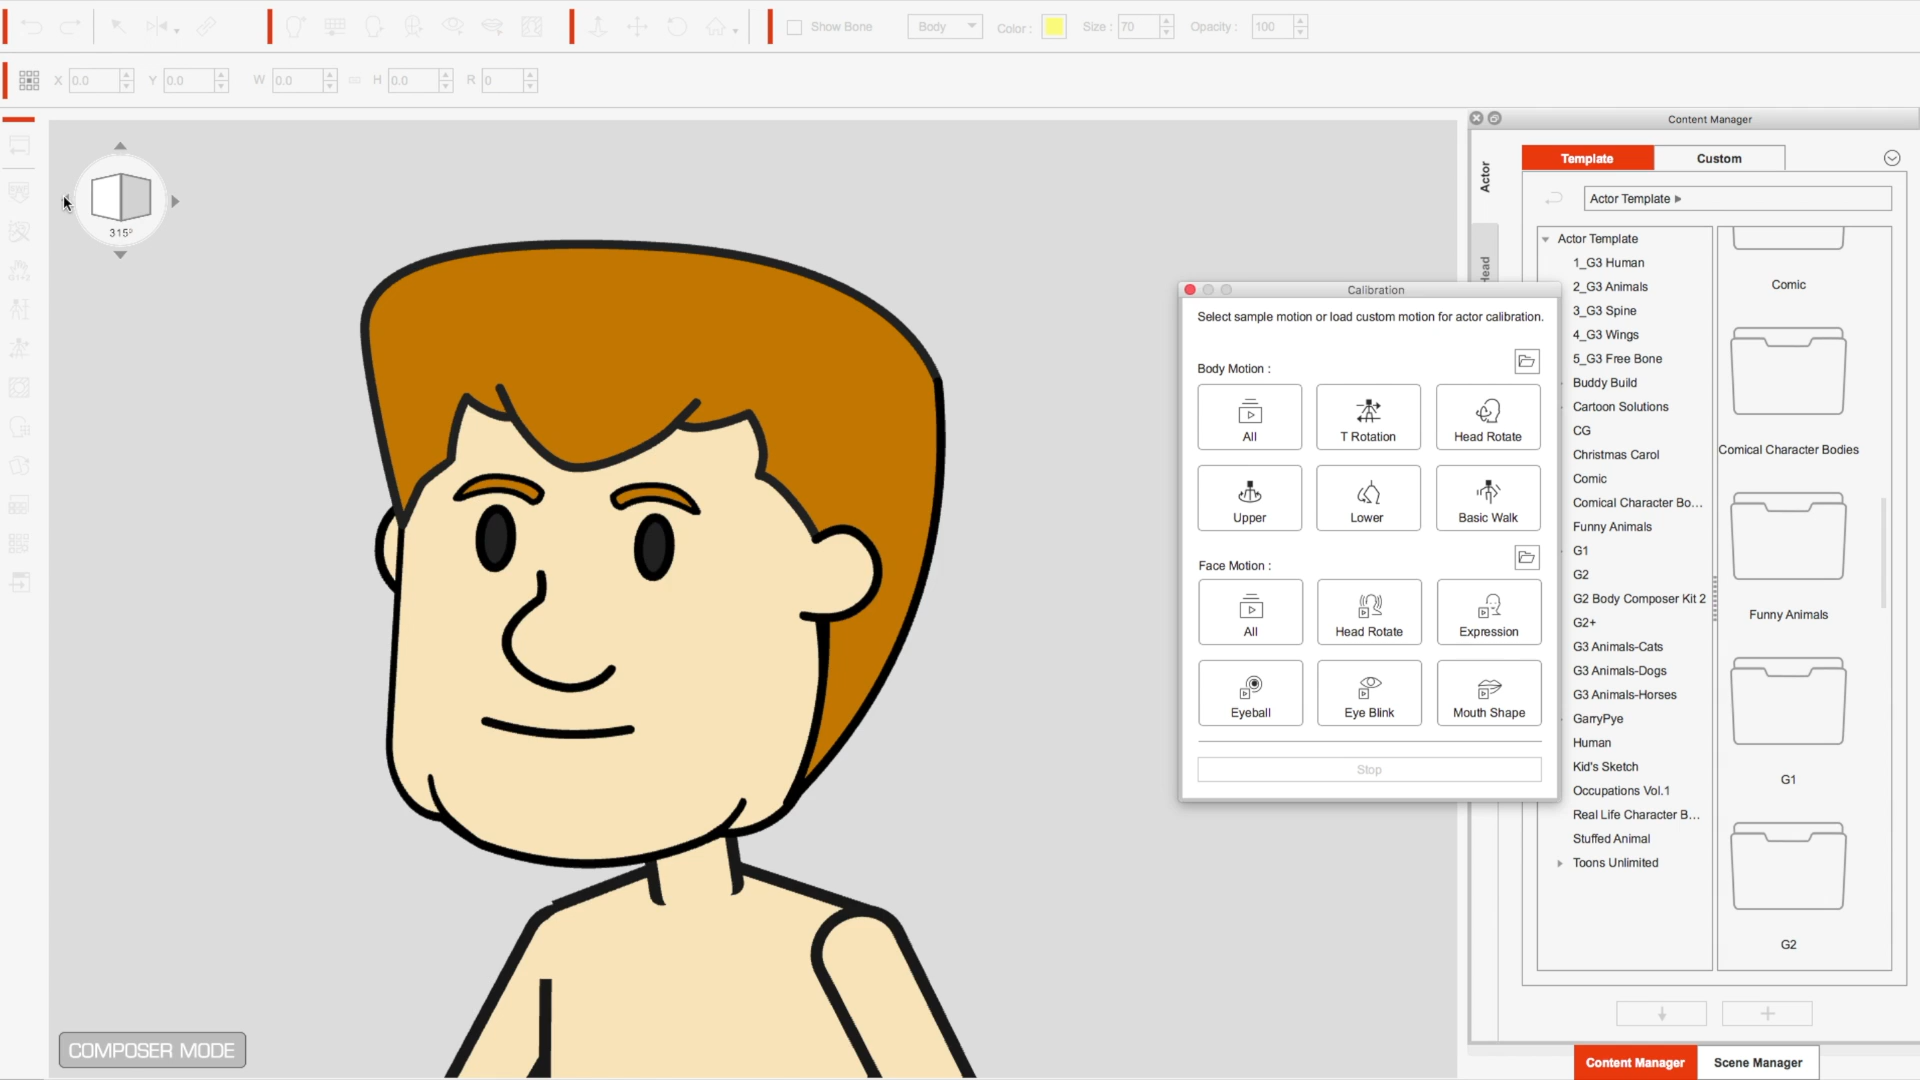 Show Bone
Body
Color :
Size : 70
Opacity : 100
X 0.0
Y 0.0
W 0.0
H 0.0
R 0
315°
Content Manager
Template
Custom
Actor
Actor Template
Actor Template
1_G3 Human
2_G3 Animals
3_G3 Spine
4_G3 Wings
5_G3 Free Bone
Buddy Build
Cartoon Solutions
CG
Christmas Carol
Comic
Comical Character Bo...
Funny Animals
G1
G2
G2 Body Composer Kit 2
G2+
G3 Animals-Cats
G3 Animals-Dogs
G3 Animals-Horses
GarryPye
Human
Kid's Sketch
Occupations Vol.1
Real Life Character B...
Stuffed Animal
Toons Unlimited
Comic
Comical Character Bodies
Funny Animals
G1
G2
Calibration
Select sample motion or load custom motion for actor calibration.
Body Motion :
All
T Rotation
Head Rotate
Upper
Lower
Basic Walk
Face Motion :
All
Head Rotate
Expression
Eyeball
Eye Blink
Mouth Shape
Stop
COMPOSER MODE
Content Manager
Scene Manager